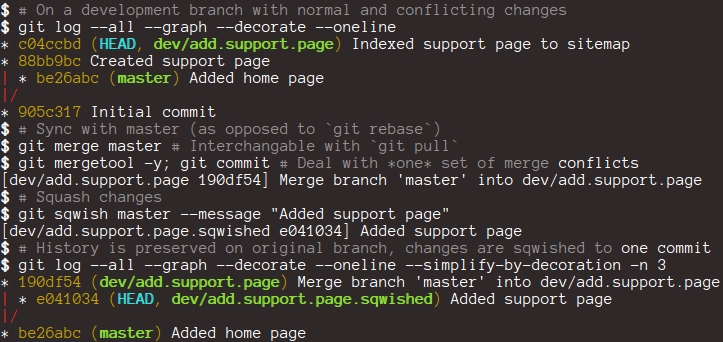 $ # On a development branch with normal and conflicting changes
$ git log --all --graph --decorate --oneline
* c04ccbd (HEAD, dev/add.support.page) Indexed support page to sitemap
* 88bb9bc Created support page
| * be26abc (master) Added home page
|/
* 905c317 Initial commit
$ # Sync with master (as opposed to `git rebase`)
$ git merge master # Interchangable with `git pull`
$ git mergetool -y; git commit # Deal with *one* set of merge conflicts
[dev/add.support.page 190df54] Merge branch 'master' into dev/add.support.page
$ # Squash changes
$ git sqwish master --message "Added support page"
[dev/add.support.page.sqwished e041034] Added support page
$ # History is preserved on original branch, changes are sqwished to one commit
$ git log --all --graph --decorate --oneline --simplify-by-decoration -n 3
* 190df54 (dev/add.support.page) Merge branch 'master' into dev/add.support.page
| * e041034 (HEAD, dev/add.support.page.sqwished) Added support page
|/
* be26abc (master) Added home page